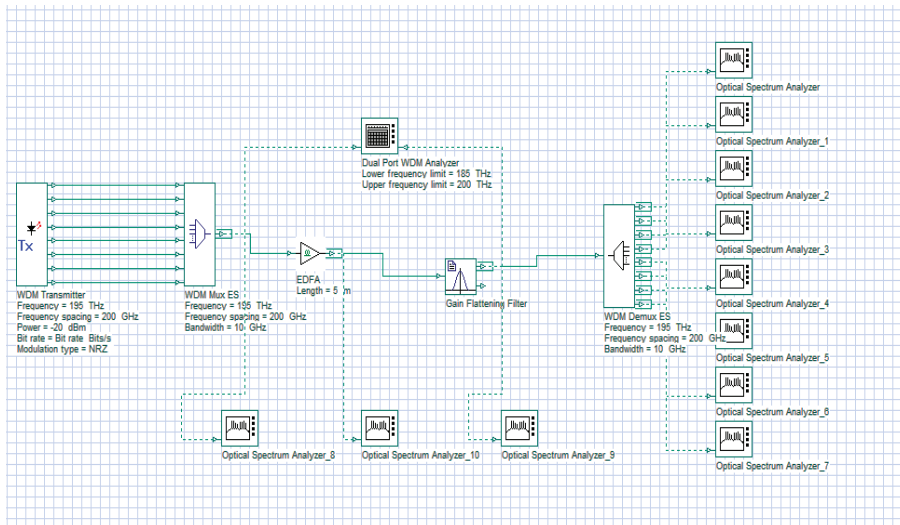 Optical Spectrum Analyzer
Optical Spectrum Analyzer_1
Dual Port WDM Analyzer
Lower frequency limit = 185 THz
Upper frequency limit = 200 THz
Optical Spectrum Analyzer_2
Tx
Optical Spectrum Analyzer_3
EDFA
Length = 5 m
WDM Transmitter
Frequency = 195 THz
Frequency spacing = 200 GHz
Power = -20 dBm
Bit rate = Bit rate Bits/s
Modulation type = NRZ
WDM Mux ES
Frequency = 195 THz
Frequency spacing = 200 GHz
Bandwidth = 10 GHz
Gain Flattening Filter
Optical Spectrum Analyzer_4
WDM Demux ES
Frequency = 195 THz
Frequency spacing = 200 GHz
Bandwidth = 10 GHz
Optical Spectrum Analyzer_5
Optical Spectrum Analyzer_6
Optical Spectrum Analyzer_8
Optical Spectrum Analyzer_10
Optical Spectrum Analyzer_9
Optical Spectrum Analyzer_7